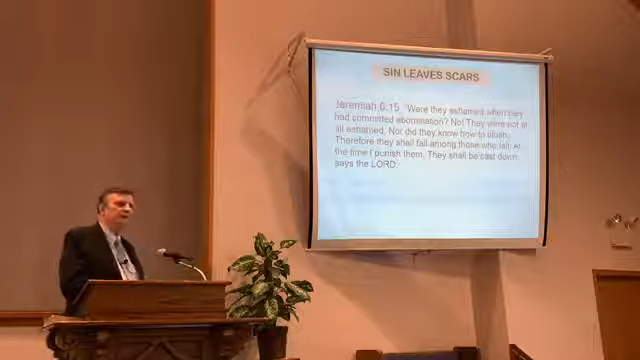 SIN LEAVES SCARS
Jeremiah 6:15 Were they ashamed when they
had committed abomination? No! They were not at
all ashamed, Nor did they know how to blush.
Therefore they shall fall among those who fall; At
the time I punish them, They shall be cast down,
says the LORD.